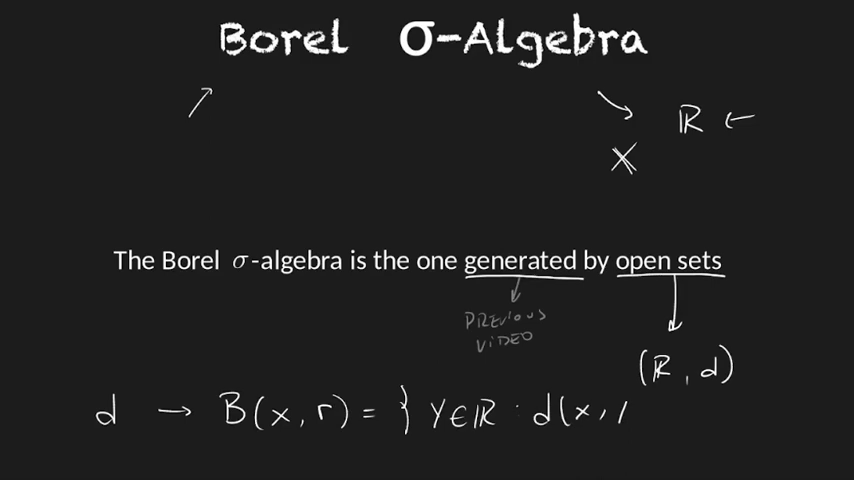 Borel σ-Algebra
ℝ ←
X
The Borel σ-algebra is the one generated by open sets
PREVIOUS
VIDEO
(ℝ, d)
d → B(x, r) = } Y∈ℝ · d(x, /